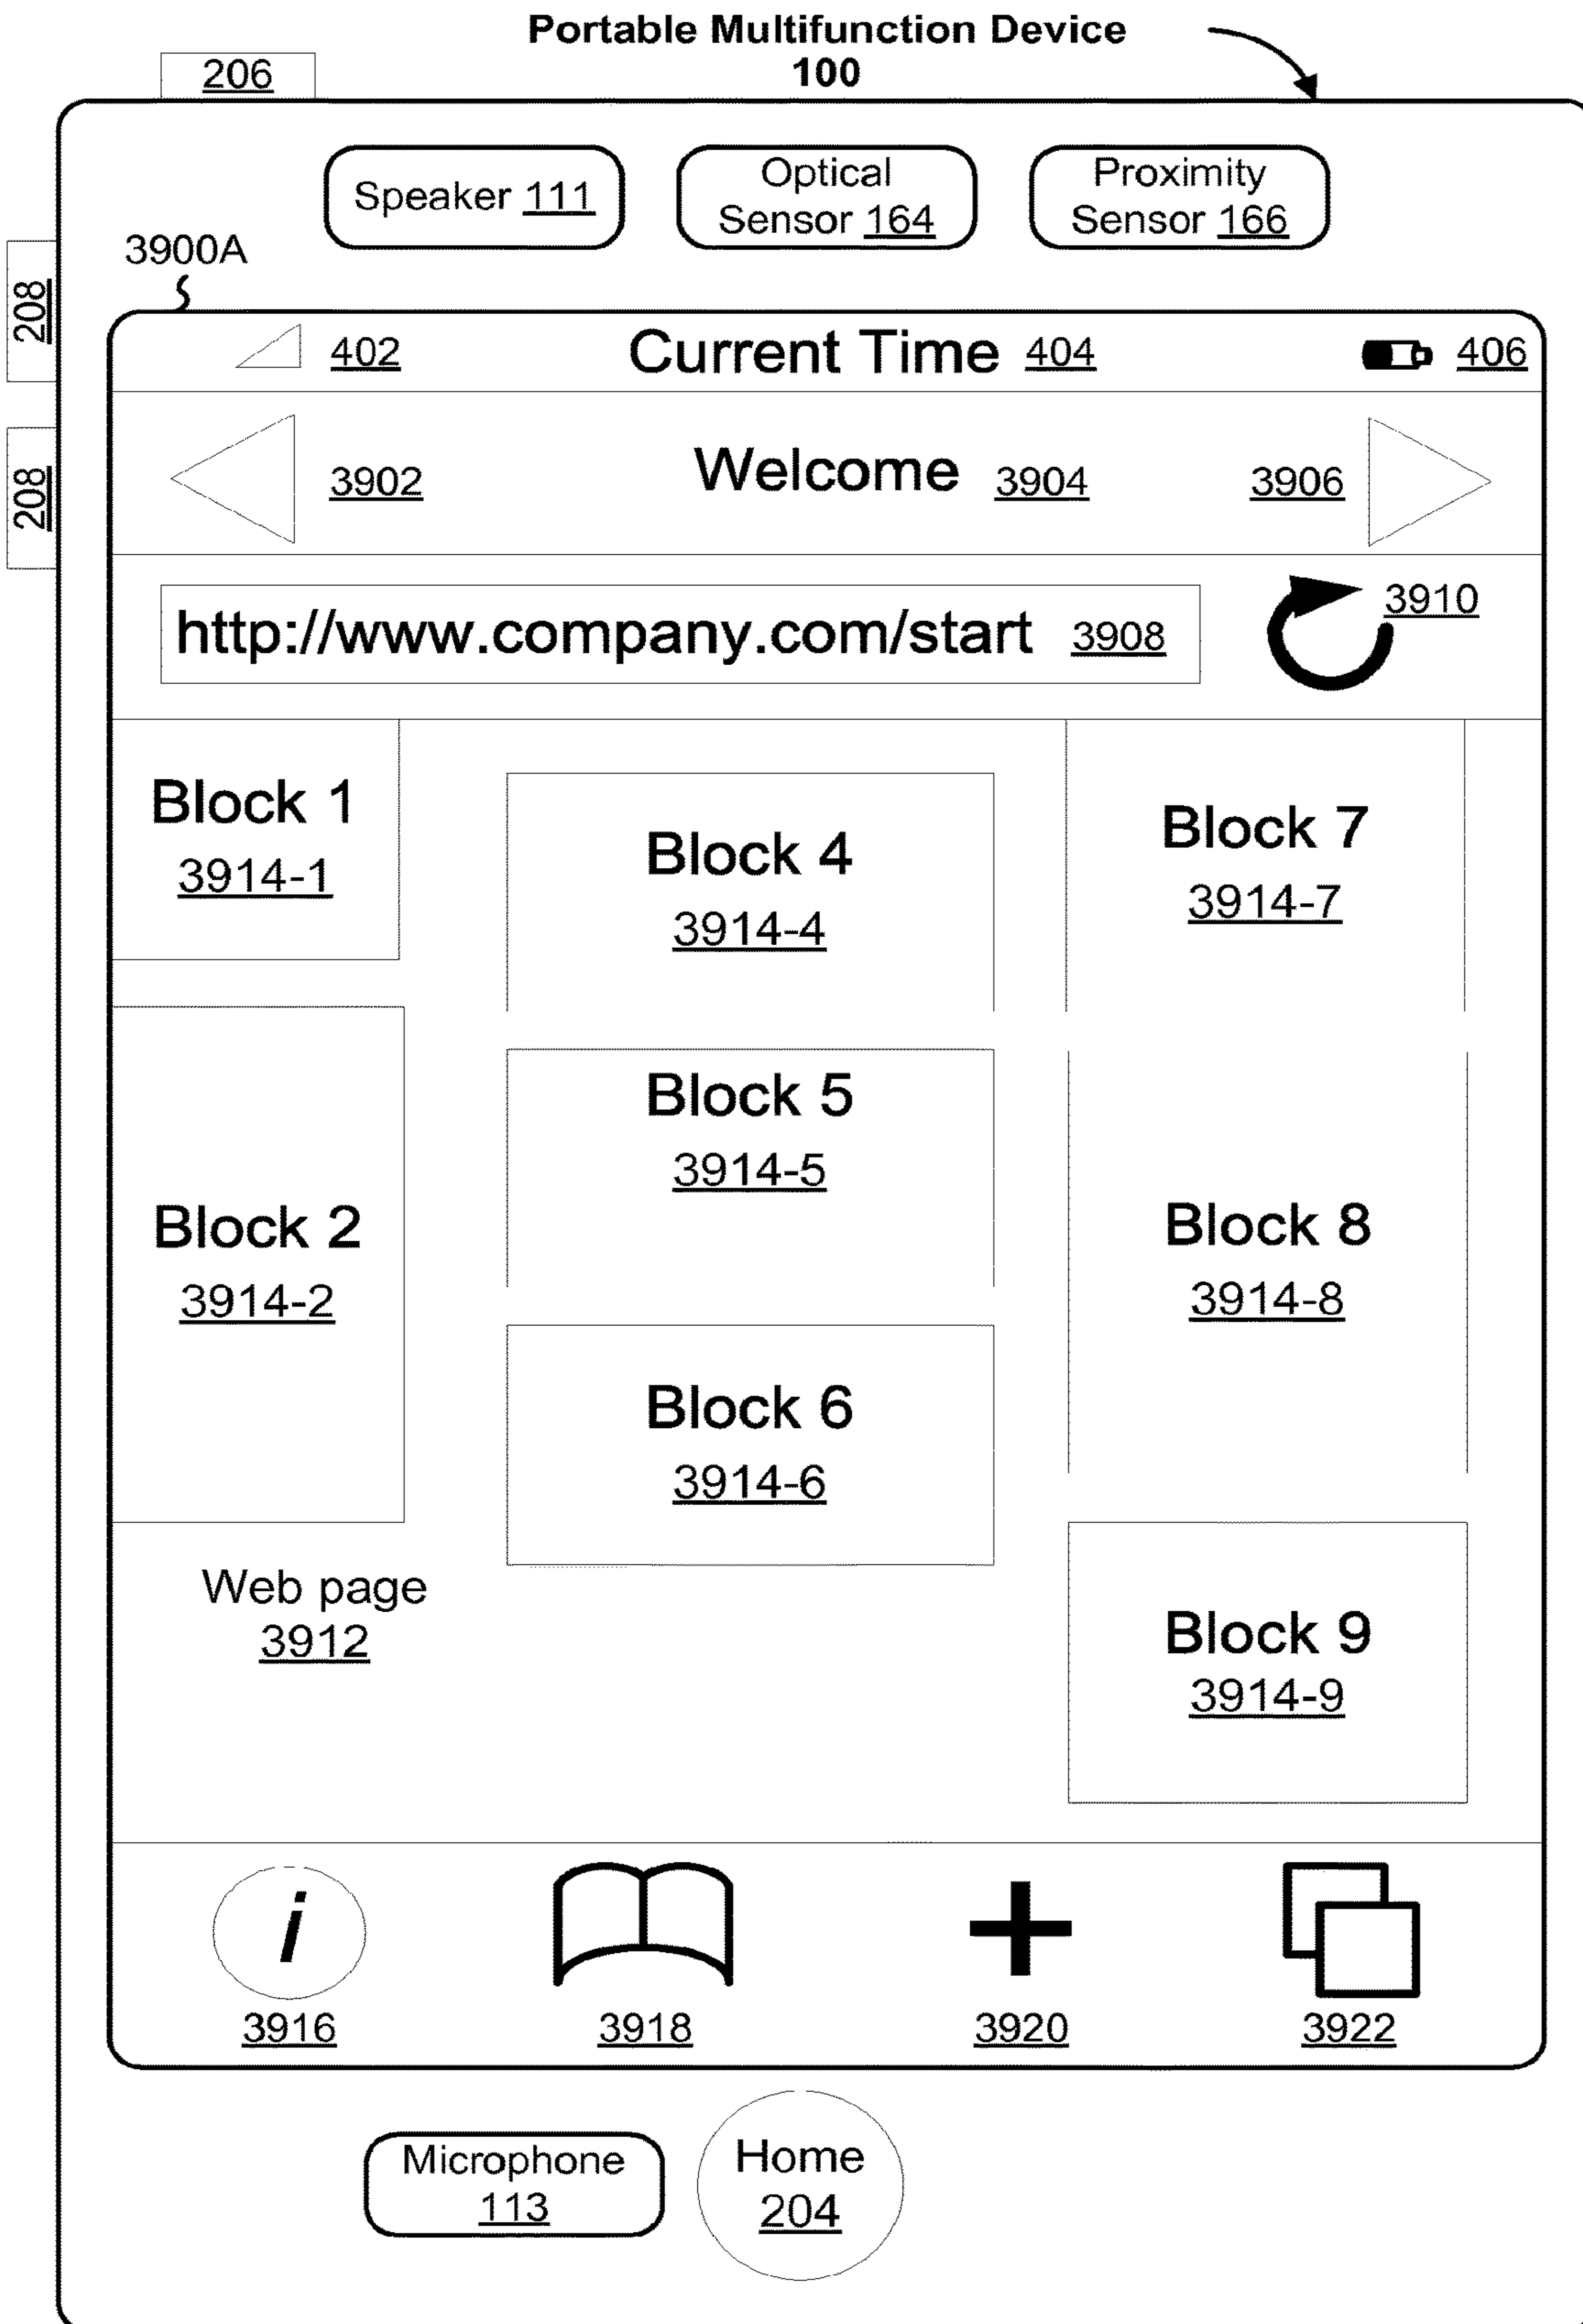 Portable Multifunction Device
100
206
Speaker 111
Optical
Sensor 164
Proximity
Sensor 166
3900A
208
208
402
Current Time 404
406
3902
Welcome 3904
3906
http://www.company.com/start 3908
3910
Block 1
3914-1
Block 4
3914-4
Block 7
3914-7
Block 2
3914-2
Block 5
3914-5
Block 8
3914-8
Block 6
3914-6
Web page
3912
Block 9
3914-9
i
3916
3918
3920
3922
Microphone
113
Home
204